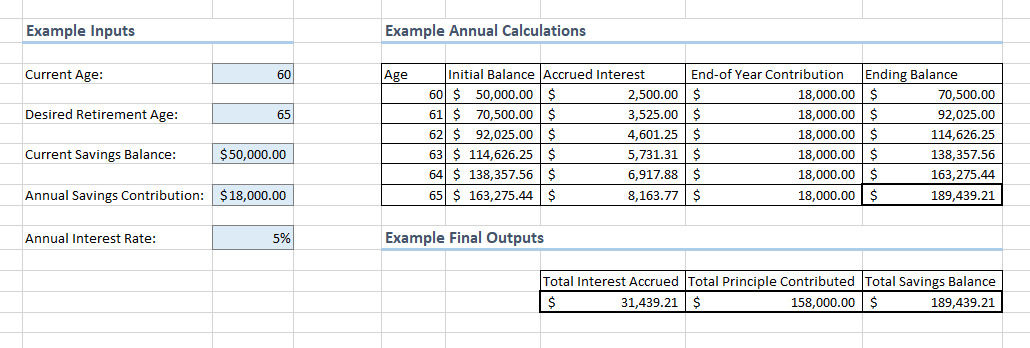 Example Inputs Example Annual Calculations
Current Age: 60 Age Initial Balance Accrued Interest End-of Year Contribution Ending Balance
60 $ 50,000.00 $ 2,500.00 $ 18,000.00 $ 70,500.00
Desired Retirement Age: 65 61 $ 70,500.00 $ 3,525.00 $ 18,000.00 $ 92,025.00
62 $ 92,025.00 $ 4,601.25 $ 18,000.00 $ 114,626.25
Current Savings Balance: $50,000.00 63 $ 114,626.25 $ 5,731.31 $ 18,000.00 $ 138,357.56
64 $ 138,357.56 $ 6,917.88 $ 18,000.00 $ 163,275.44
Annual Savings Contribution: $18,000.00 65 $ 163,275.44 $ 8,163.77 $ 18,000.00 $ 189,439.21
Annual Interest Rate: 5% Example Final Outputs
Total Interest Accrued Total Principle Contributed Total Savings Balance
$ 31,439.21 $ 158,000.00 $ 189,439.21